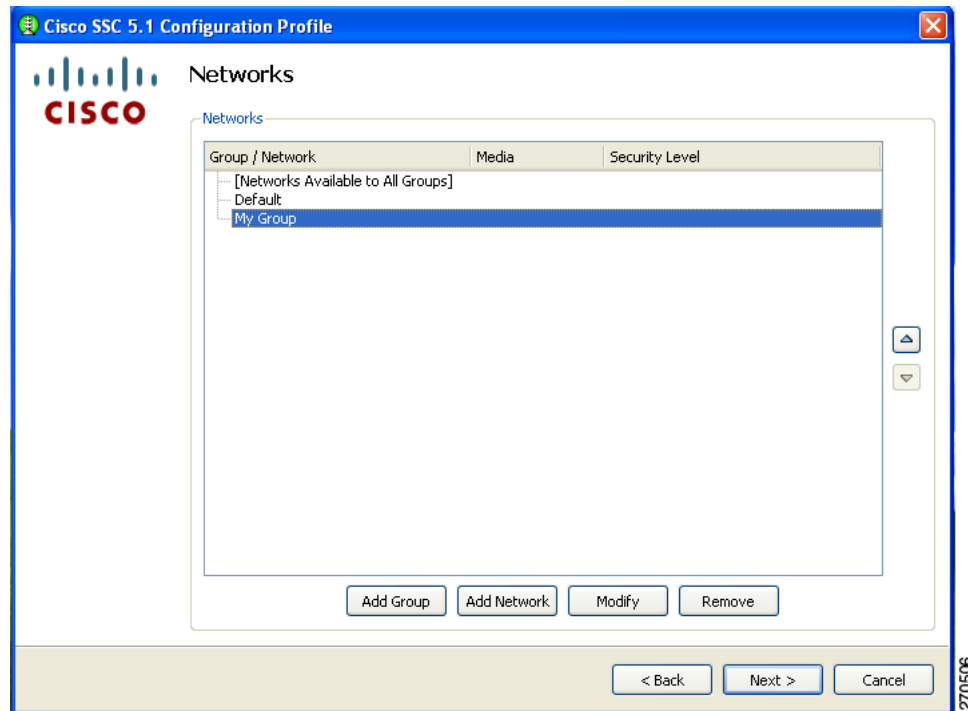 Cisco SSC 5.1 Configuration Profile
CISCO
Networks
Networks
Group / Network Media Security Level
[Networks Available to All Groups]
Default
My Group
Add Group Add Network Modify Remove
< Back Next > Cancel
270506